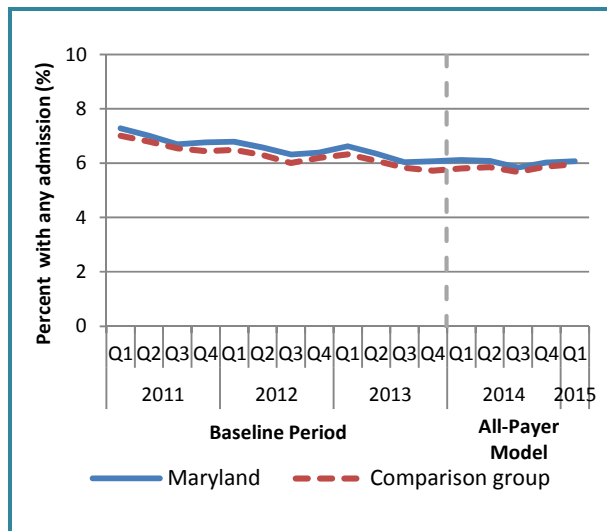 Percent with any admission (%)
10
8
6
4
2
0
Q1 Q2 Q3 Q4 Q1 Q2 Q3 Q4 Q1 Q2 Q3 Q4 Q1 Q2 Q3 Q4 Q1
2011 2012 2013 2014 2015
Baseline Period
All-Payer
Model
Maryland Comparison group